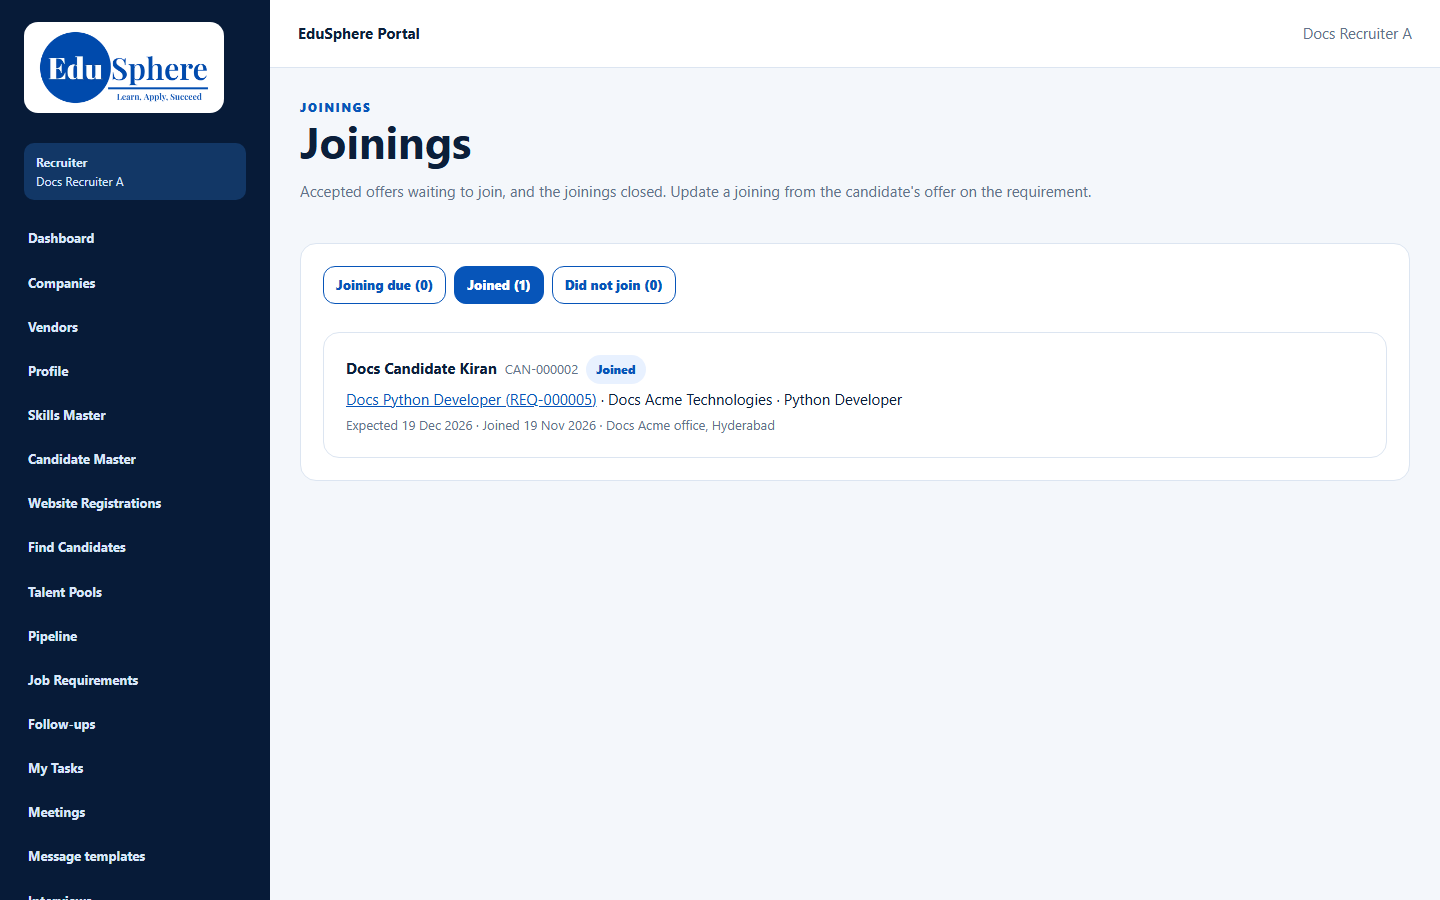 EduSphere
Learn. Apply, Succeed
Recruiter
Docs Recruiter A
Dashboard
Companies
Vendors
Profile
Skills Master
Candidate Master
Website Registrations
Find Candidates
Talent Pools
Pipeline
Job Requirements
Follow-ups
My Tasks
Meetings
Message templates
Interviews
EduSphere Portal
Docs Recruiter A
JOININGS
Joinings
Accepted offers waiting to join, and the joinings closed. Update a joining from the candidate's offer on the requirement.
Joining due (0) Joined (1) Did not join (0)
Docs Candidate Kiran CAN-000002 Joined
Docs Python Developer (REQ-000005) · Docs Acme Technologies · Python Developer
Expected 19 Dec 2026 · Joined 19 Nov 2026 · Docs Acme office, Hyderabad